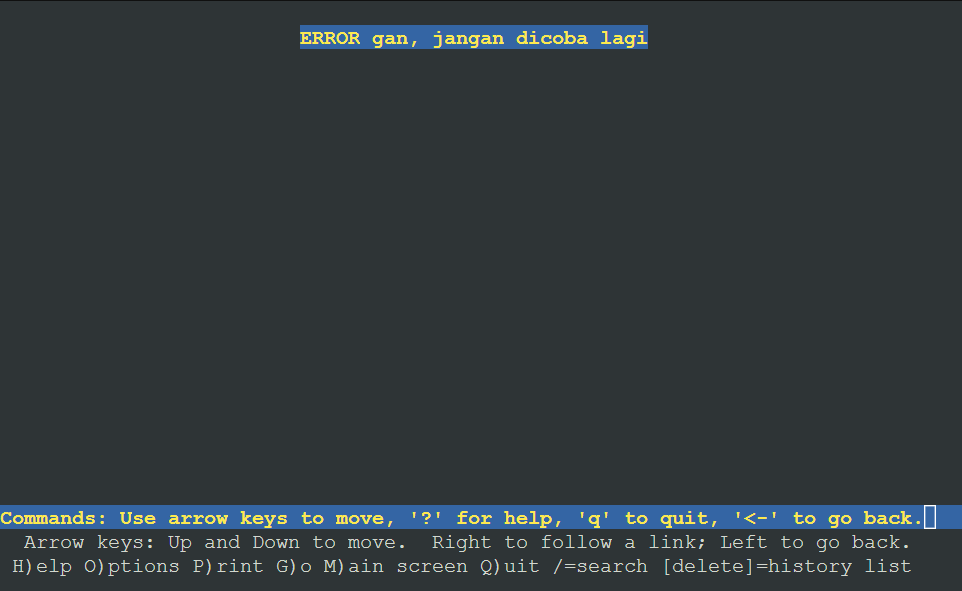 ERROR gan, jangan dicoba lagi
Commands: Use arrow keys to move, '?' for help, 'q' to quit, '<-' to go back.
Arrow keys: Up and Down to move.  Right to follow a link; Left to go back.
H)elp O)ptions P)rint G)o M)ain screen Q)uit /=search [delete]=history list